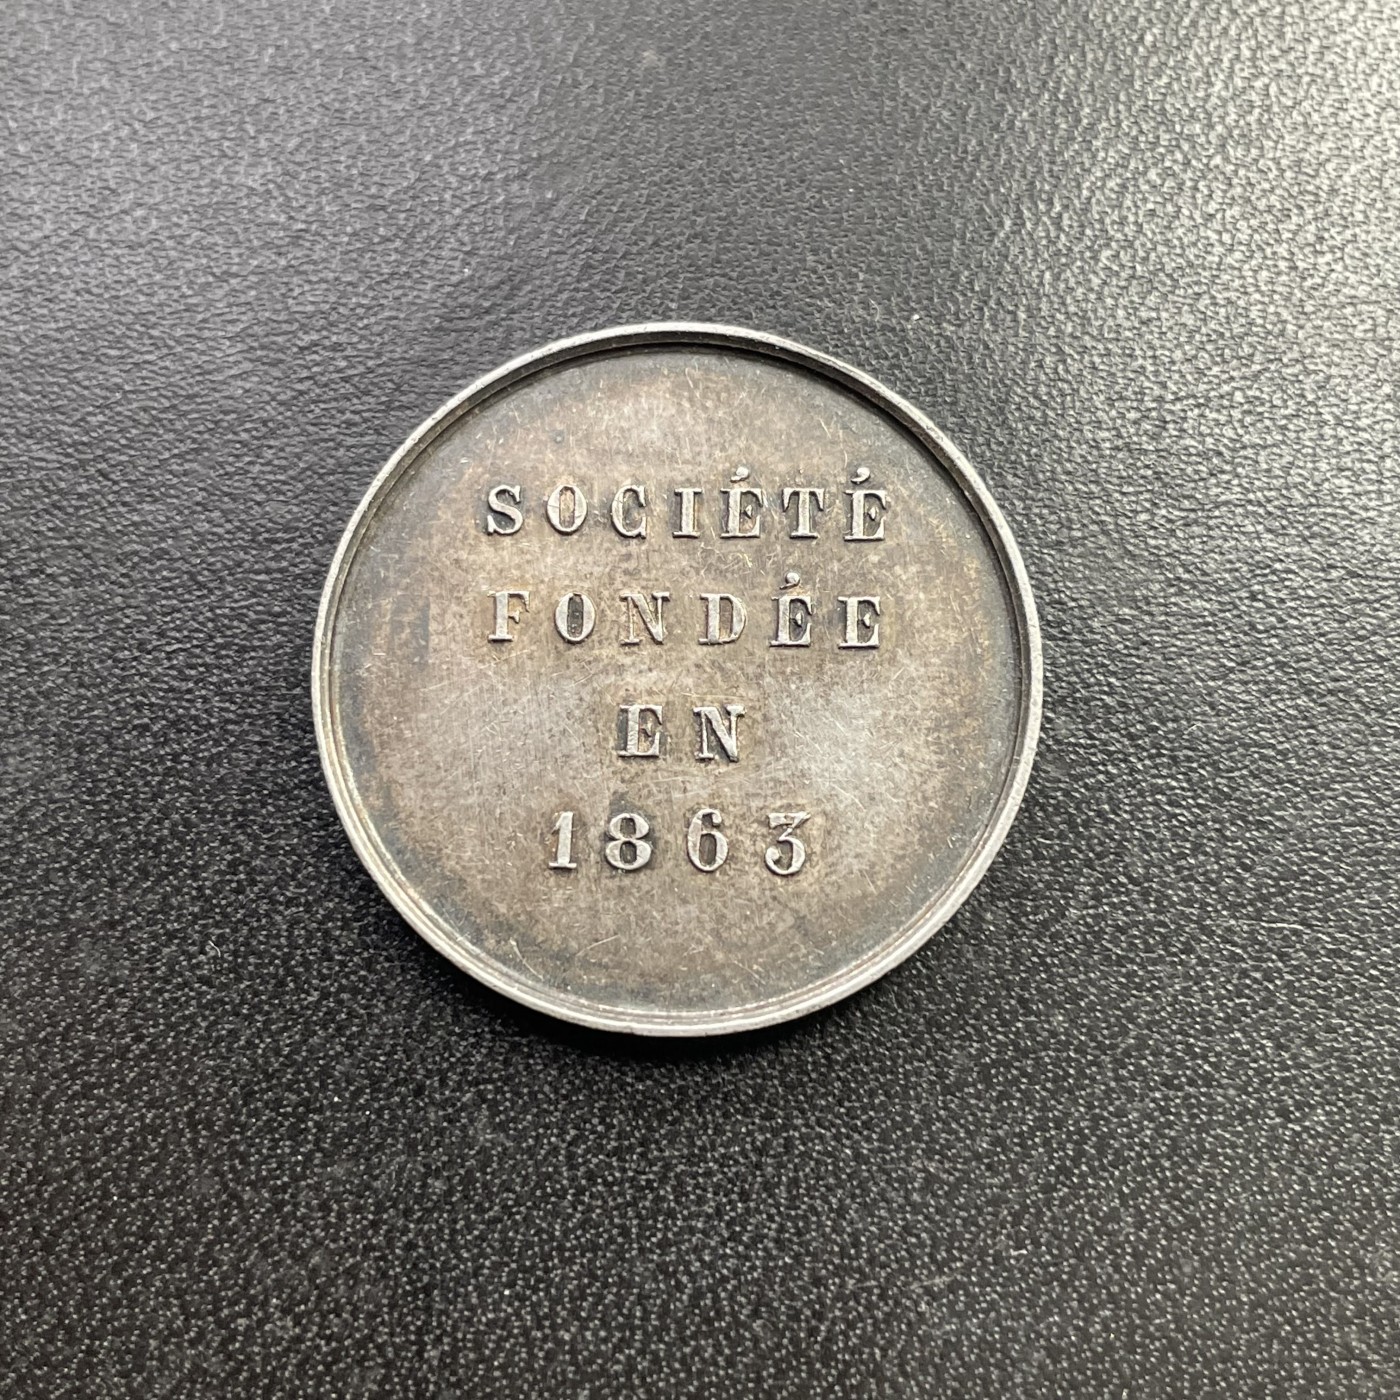 SOCIÉTÉ
FONDÉE
EN
1863